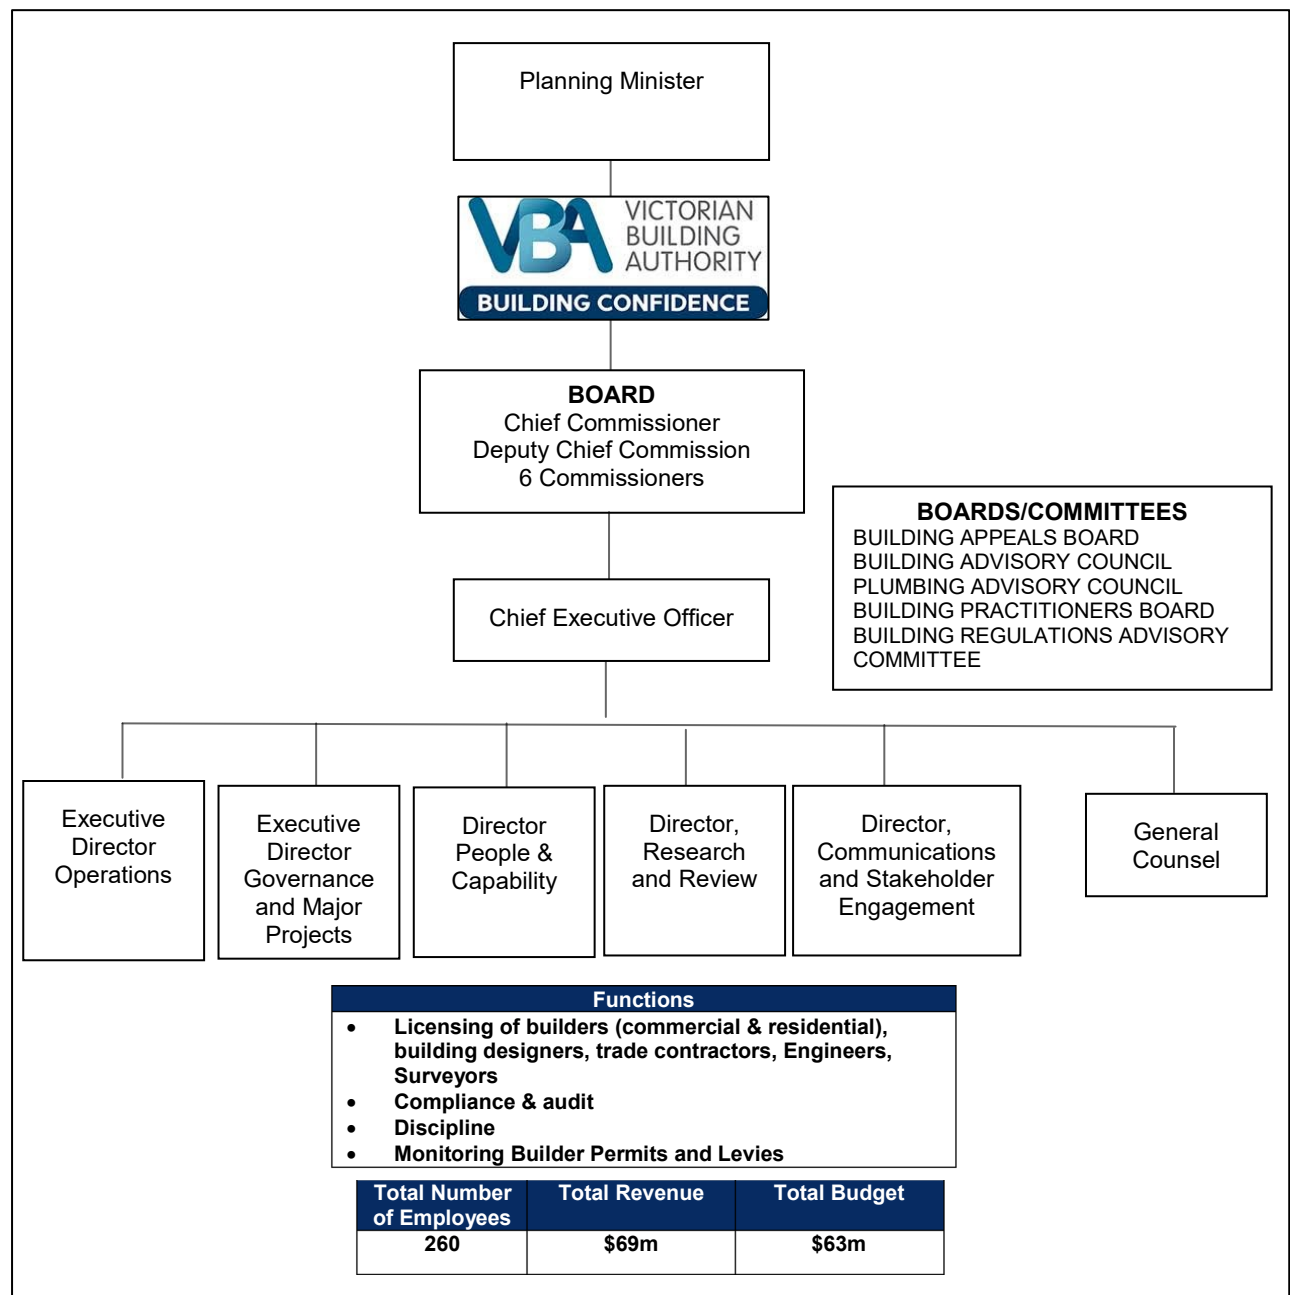 Planning Minister
VBA
VICTORIAN
BUILDING
AUTHORITY
BUILDING CONFIDENCE
BOARD
Chief Commissioner
Deputy Chief Commission
6 Commissioners
BOARDS/COMMITTEES
BUILDING APPEALS BOARD
BUILDING ADVISORY COUNCIL
PLUMBING ADVISORY COUNCIL
BUILDING PRACTITIONERS BOARD
BUILDING REGULATIONS ADVISORY
COMMITTEE
Chief Executive Officer
Executive
Director
Operations
Executive
Director
Governance
and Major
Projects
Director
People &
Capability
Director,
Research
and Review
Director,
Communications
and Stakeholder
Engagement
General
Counsel
Functions
• Licensing of builders (commercial & residential),
building designers, trade contractors, Engineers,
Surveyors
• Compliance & audit
• Discipline
• Monitoring Builder Permits and Levies
Total Number
of Employees
Total Revenue
Total Budget
260
$69m
$63m